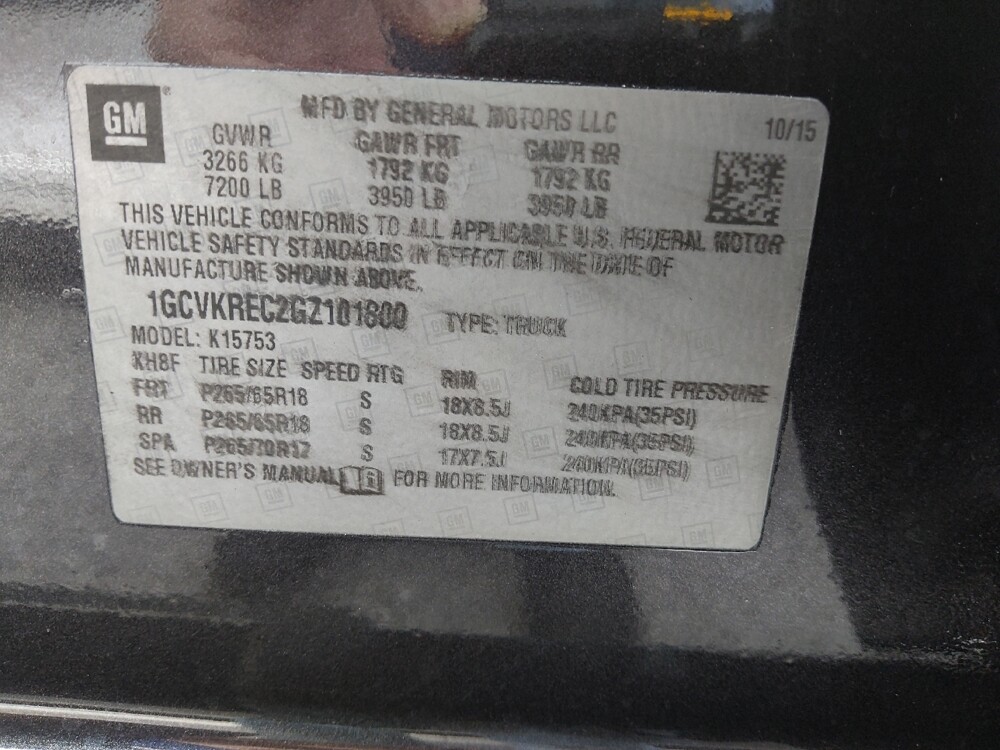 GM
MFD BY GENERAL MOTORS LLC
10/15
GVWR GAWR FRT GAWR RR
3266 KG 1792 KG 1792 KG
7200 LB 3950 LB 3950 LB
THIS VEHICLE CONFORMS TO ALL APPLICABLE U.S. FEDERAL MOTOR
VEHICLE SAFETY STANDARDS IN EFFECT ON THE DATE OF
MANUFACTURE SHOWN ABOVE.
1GCVKREC2GZ101800 TYPE: TRUCK
MODEL: K15753
XH8F TIRE SIZE SPEED RTG RIM COLD TIRE PRESSURE
FRT P265/65R18 S 18X8.5J 240KPA(35PSI)
RR P265/65R18 S 18X8.5J 240KPA(35PSI)
SPA P265/70R17 S 17X7.5J 240KPA(35PSI)
SEE OWNER'S MANUAL FOR MORE INFORMATION.